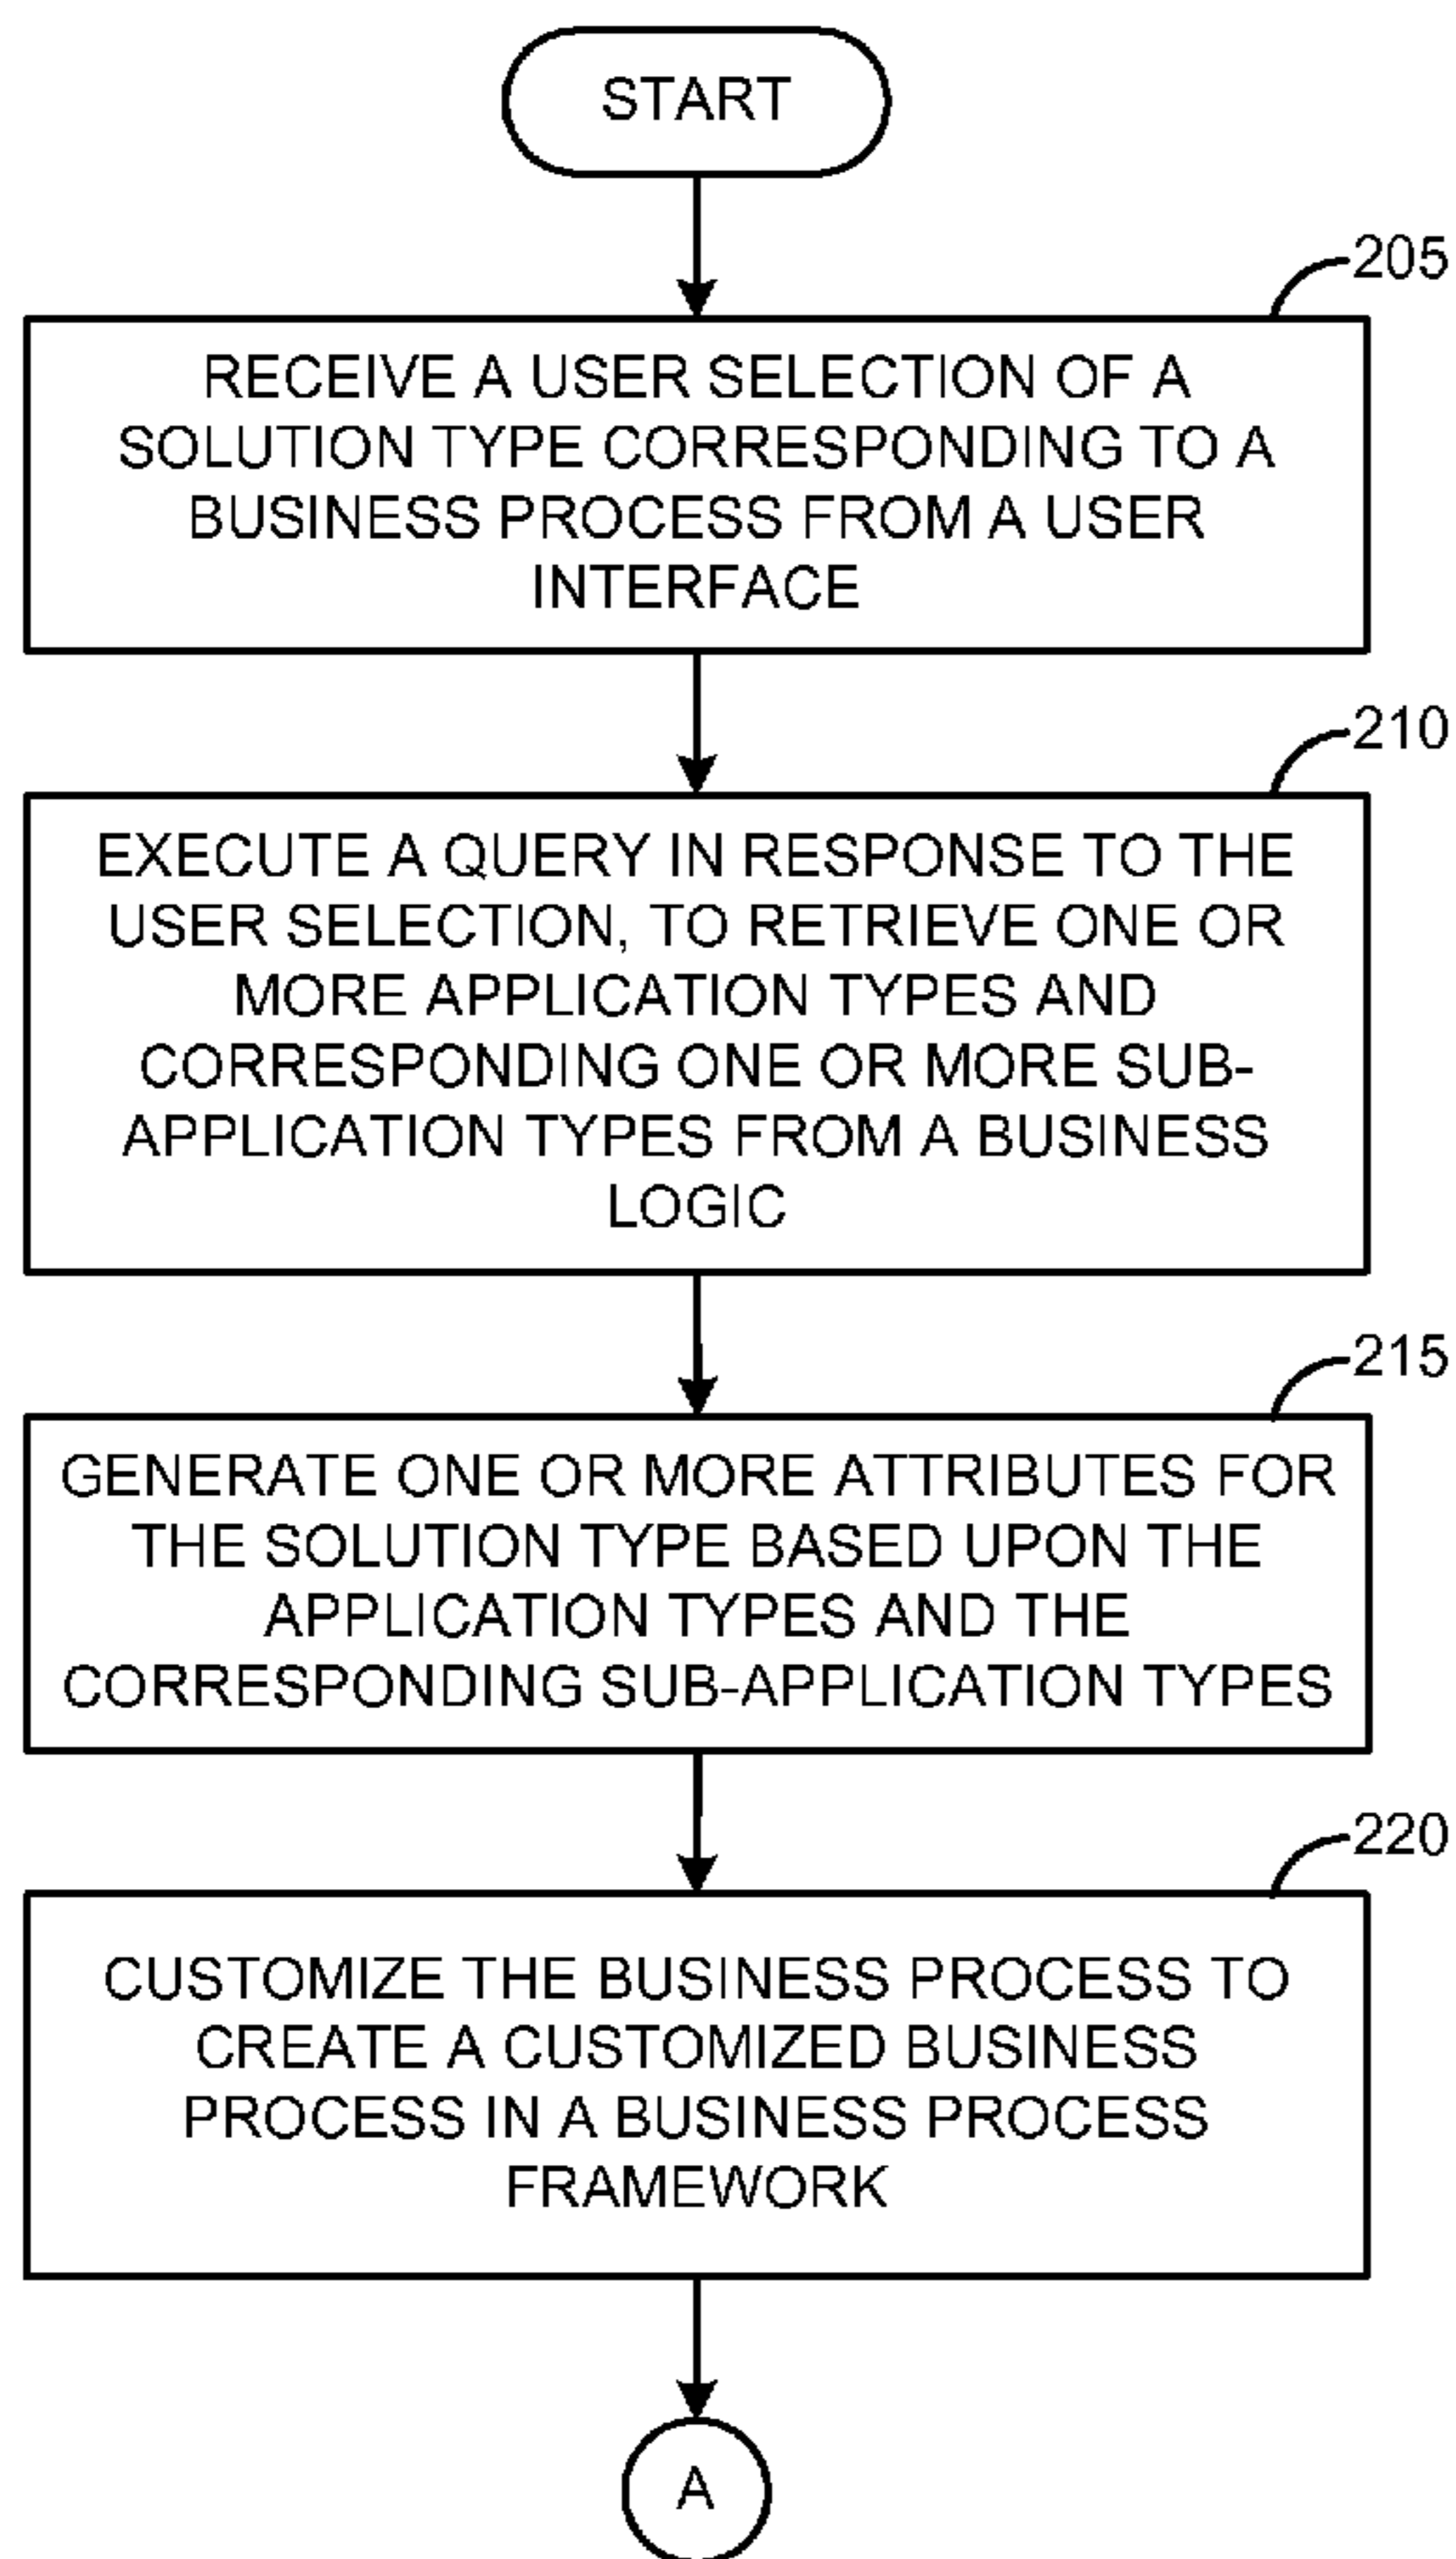 START
205
RECEIVE A USER SELECTION OF A
SOLUTION TYPE CORRESPONDING TO A
BUSINESS PROCESS FROM A USER
INTERFACE
210
EXECUTE A QUERY IN RESPONSE TO THE
USER SELECTION, TO RETRIEVE ONE OR
MORE APPLICATION TYPES AND
CORRESPONDING ONE OR MORE SUB-
APPLICATION TYPES FROM A BUSINESS
LOGIC
215
GENERATE ONE OR MORE ATTRIBUTES FOR
THE SOLUTION TYPE BASED UPON THE
APPLICATION TYPES AND THE
CORRESPONDING SUB-APPLICATION TYPES
220
CUSTOMIZE THE BUSINESS PROCESS TO
CREATE A CUSTOMIZED BUSINESS
PROCESS IN A BUSINESS PROCESS
FRAMEWORK
A